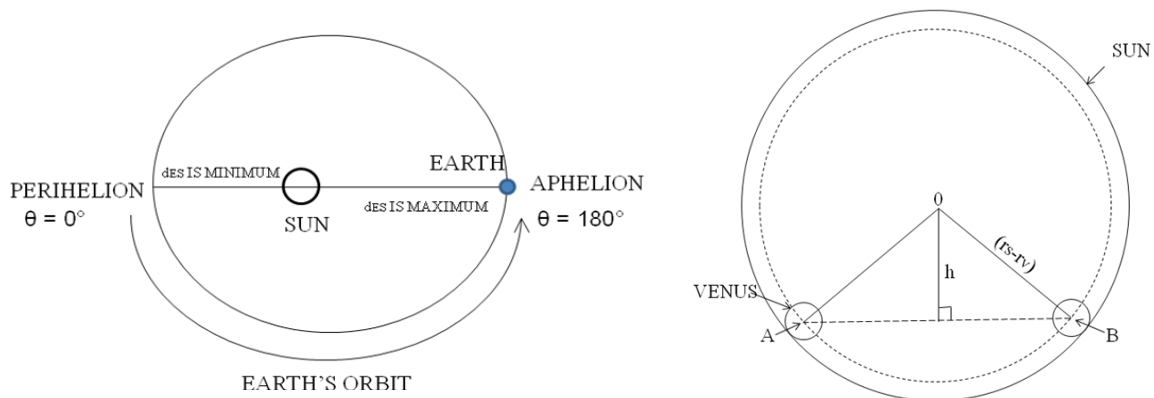 dES IS MINIMUM
EARTH
PERIHELION
APHELION
θ = 0°
dES IS MAXIMUM
θ = 180°
SUN
EARTH'S ORBIT
SUN
0
(rs-rv)
h
VENUS
A
B